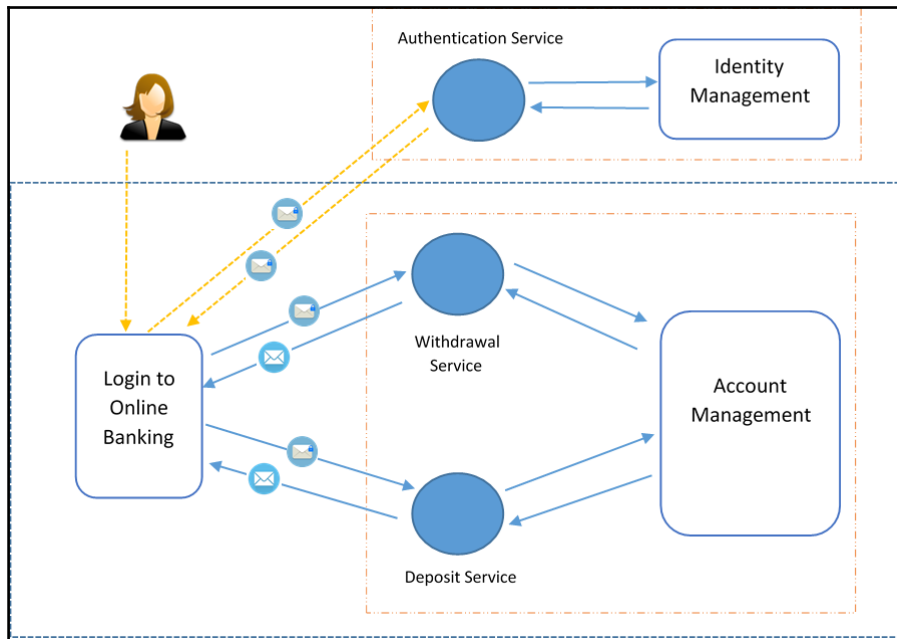 Authentication Service
Identity
Management
Withdrawal
Service
Login to
Online
Banking
Account
Management
Deposit Service